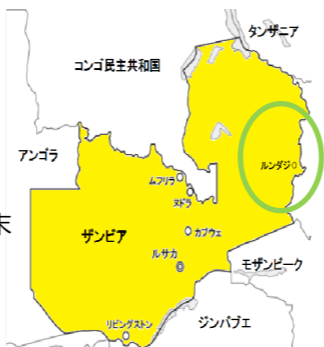 タンザニア
コンゴ民主共和国
アンゴラ
ルンダジ
ムフリラ
ヌドラ
末
ザンビア
カブウェ
ルサカ
モザンビーク
リビングストン
ジンバブエ